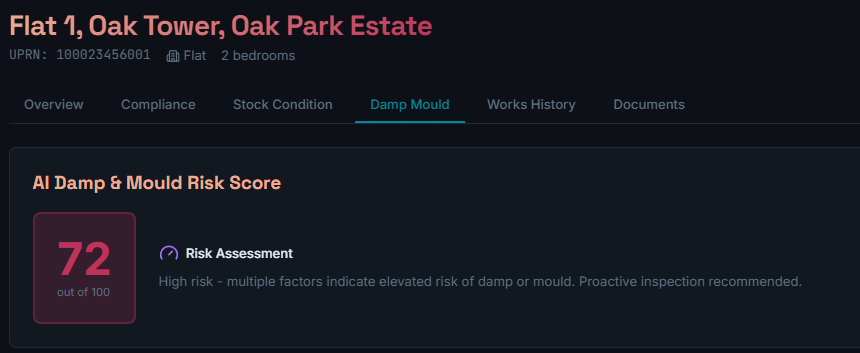 Flat 1, Oak Tower, Oak Park Estate
UPRN: 100023456001 Flat 2 bedrooms
Overview Compliance Stock Condition Damp Mould Works History Documents
AI Damp & Mould Risk Score
72
out of 100
Risk Assessment
High risk - multiple factors indicate elevated risk of damp or mould. Proactive inspection recommended.